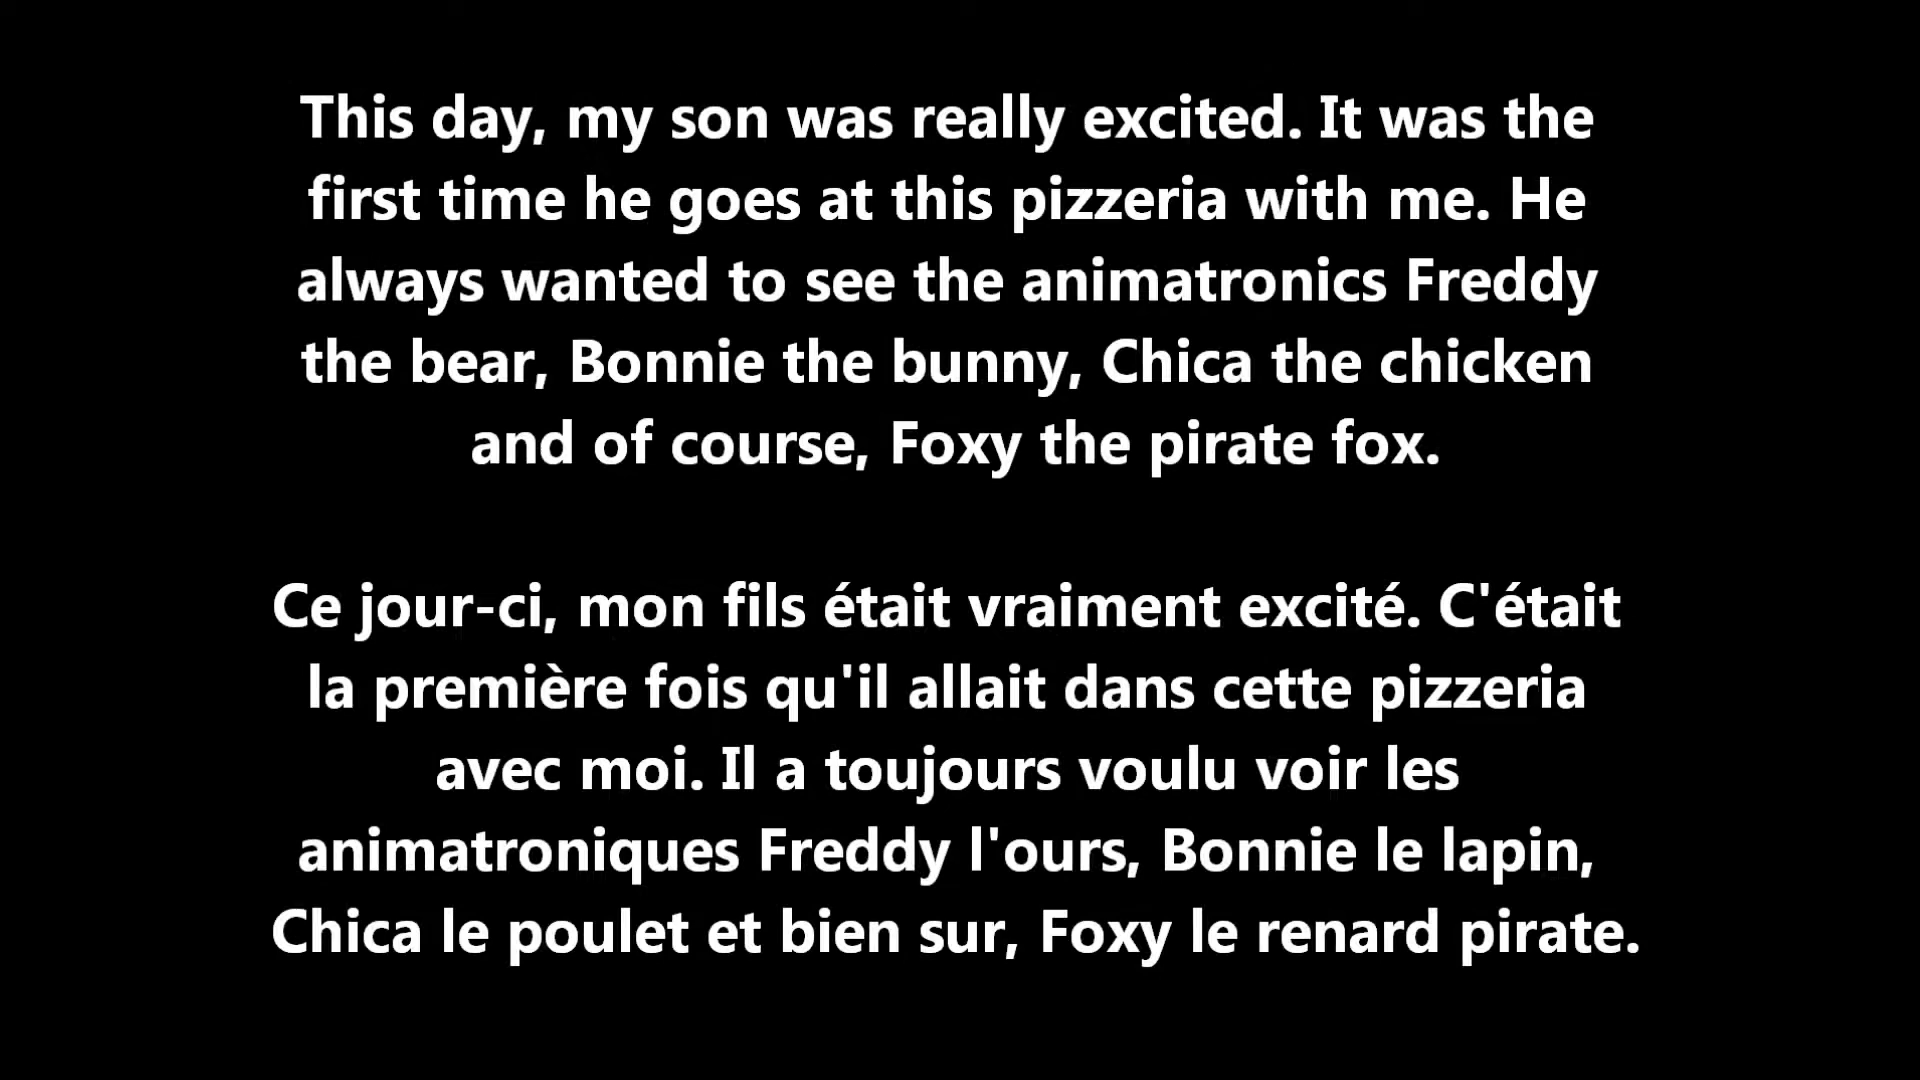 This day, my son was really excited. It was the
first time he goes at this pizzeria with me. He
always wanted to see the animatronics Freddy
the bear, Bonnie the bunny, Chica the chicken
and of course, Foxy the pirate fox.
Ce jour-ci, mon fils était vraiment excité. C'était
la première fois qu'il allait dans cette pizzeria
avec moi. Il a toujours voulu voir les
animatroniques Freddy l'ours, Bonnie le lapin,
Chica le poulet et bien sur, Foxy le renard pirate.